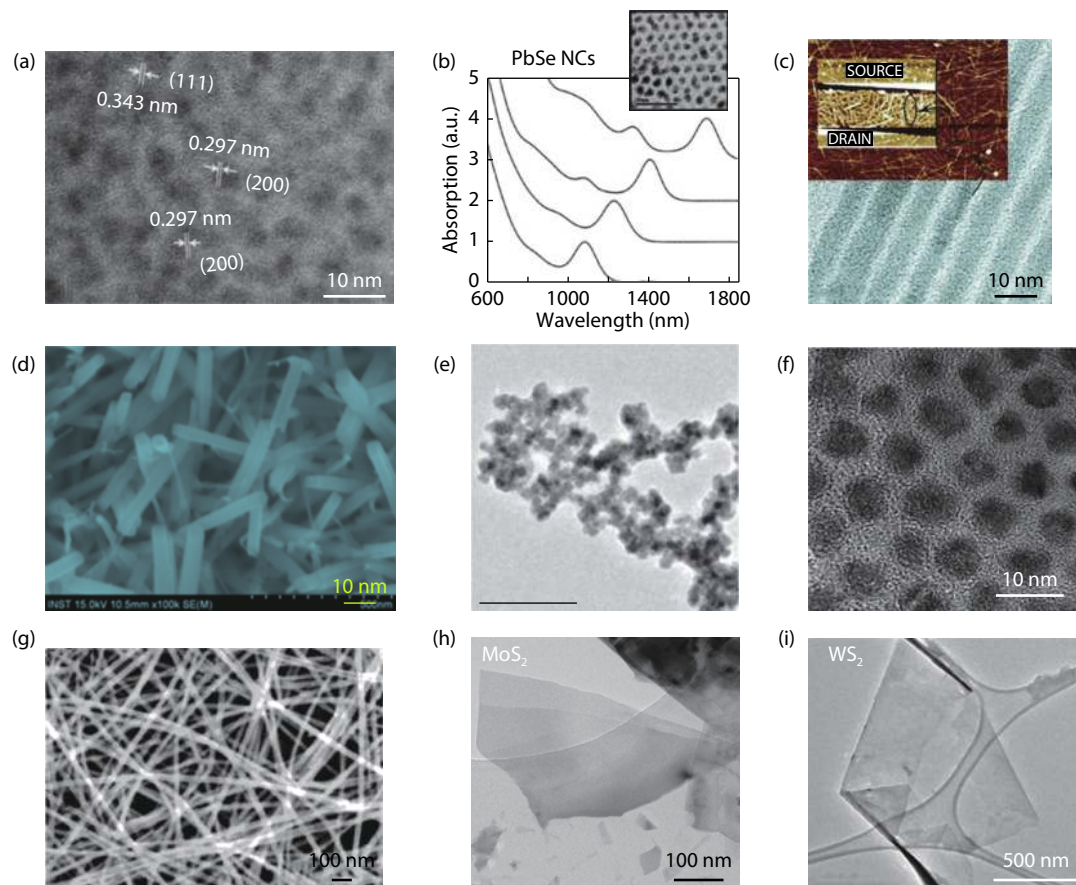 (a)
(111)
0.343 nm
0.297 nm
(200)
0.297 nm
(200)
10 nm
(b)
PbSe NCs
Absorption (a.u.)
5
4
3
2
1
0
600
1000
1400
1800
Wavelength (nm)
(c)
SOURCE
DRAIN
10 nm
(d)
10 nm
INST 15.0kV 10.5mm x100k SE(M)
(e)
(f)
10 nm
(g)
100 nm
(h)
MoS₂
100 nm
(i)
WS₂
500 nm